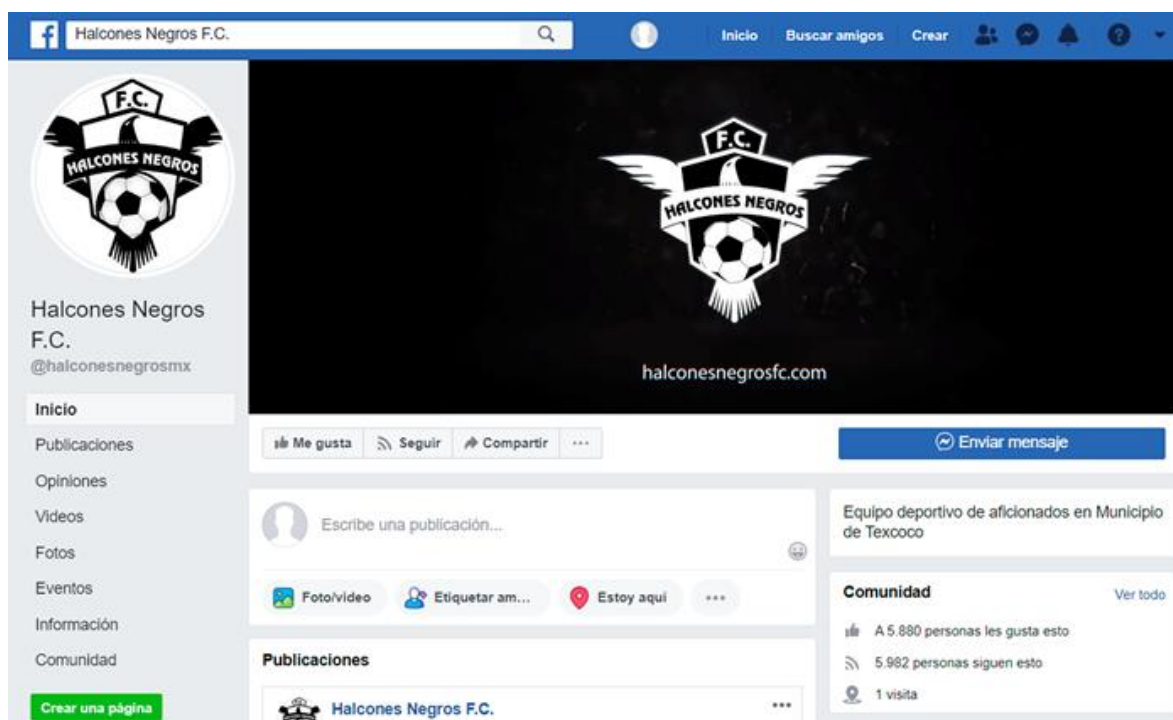 Halcones Negros F.C.
Inicio Buscar amigos Crear
F.C.
HALCONES NEGROS
F.C.
HALCONES NEGROS
halconesnegrosfc.com
Halcones Negros
F.C.
@halconesnegrosmx
Inicio
Publicaciones
Opiniones
Videos
Fotos
Eventos
Información
Comunidad
Crear una página
Me gusta Seguir Compartir ...
Enviar mensaje
Escribe una publicación...
Foto/video Etiquetar am... Estoy aquí ...
Publicaciones
Halcones Negros F.C. ...
Equipo deportivo de aficionados en Municipio
de Texcoco
Comunidad Ver todo
A 5.880 personas les gusta esto
5.982 personas siguen esto
1 visita